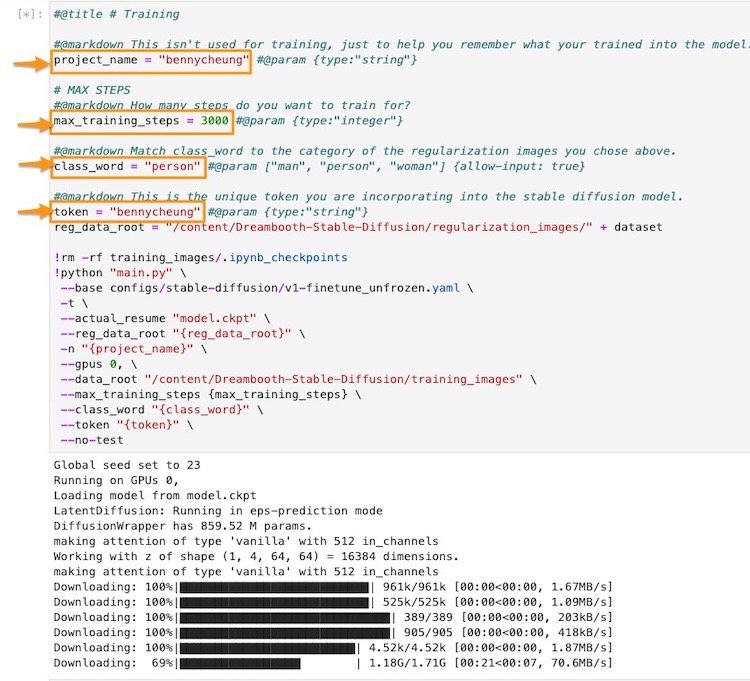 [*]: #@title # Training
#@markdown This isn't used for training, just to help you remember what your trained into the model.
project_name = "bennycheung" #@param {type:"string"}
# MAX STEPS
#@markdown How many steps do you want to train for?
max_training_steps = 3000 #@param {type:"integer"}
#@markdown Match class_word to the category of the regularization images you chose above.
class_word = "person" #@param ["man", "person", "woman"] {allow-input: true}
#@markdown This is the unique token you are incorporating into the stable diffusion model.
token = "bennycheung" #@param {type:"string"}
reg_data_root = "/content/Dreambooth-Stable-Diffusion/regularization_images/" + dataset
!rm -rf training_images/.ipynb_checkpoints
!python "main.py" \
--base configs/stable-diffusion/v1-finetune_unfrozen.yaml \
-t \
--actual_resume "model.ckpt" \
--reg_data_root "{reg_data_root}" \
-n "{project_name}" \
--gpus 0, \
--data_root "/content/Dreambooth-Stable-Diffusion/training_images" \
--max_training_steps {max_training_steps} \
--class_word "{class_word}" \
--token "{token}" \
--no-test
Global seed set to 23
Running on GPUs 0,
Loading model from model.ckpt
LatentDiffusion: Running in eps-prediction mode
DiffusionWrapper has 859.52 M params.
making attention of type 'vanilla' with 512 in_channels
Working with z of shape (1, 4, 64, 64) = 16384 dimensions.
making attention of type 'vanilla' with 512 in_channels
Downloading: 100%| | 961k/961k [00:00<00:00, 1.67MB/s]
Downloading: 100%| | 525k/525k [00:00<00:00, 1.09MB/s]
Downloading: 100%| | 389/389 [00:00<00:00, 203kB/s]
Downloading: 100%| | 905/905 [00:00<00:00, 418kB/s]
Downloading: 100%| | 4.52k/4.52k [00:00<00:00, 1.87MB/s]
Downloading: 69%| | 1.18G/1.71G [00:21<00:07, 70.6MB/s]